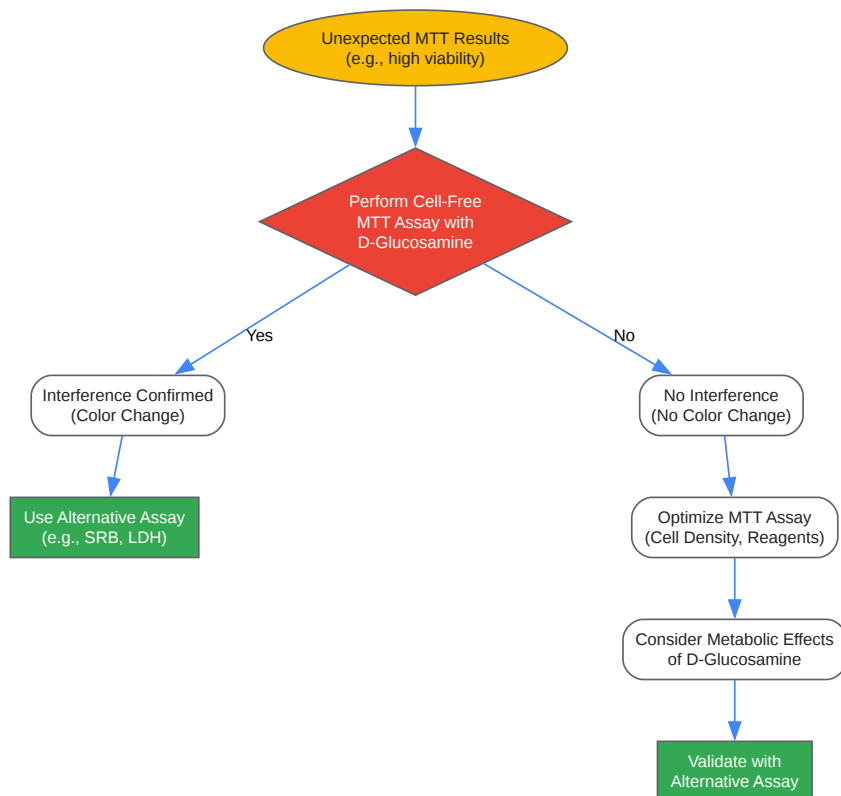 Unexpected MTT Results
(e.g., high viability)
Perform Cell-Free
MTT Assay with
D-Glucosamine
Yes
No
Interference Confirmed
(Color Change)
No Interference
(No Color Change)
Use Alternative Assay
(e.g., SRB, LDH)
Optimize MTT Assay
(Cell Density, Reagents)
Consider Metabolic Effects
of D-Glucosamine
Validate with
Alternative Assay